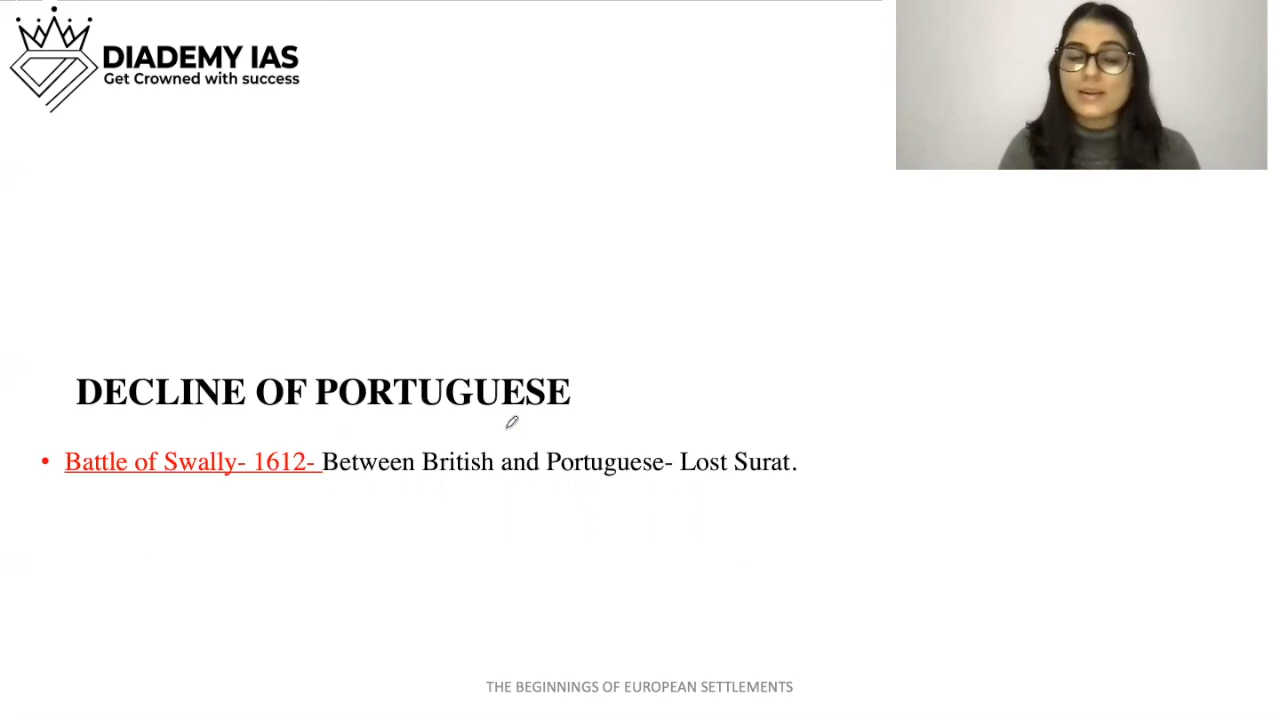 DIADEMY IAS
Get Crowned with success
DECLINE OF PORTUGUESE
• Battle of Swally- 1612- Between British and Portuguese- Lost Surat.
THE BEGINNINGS OF EUROPEAN SETTLEMENTS